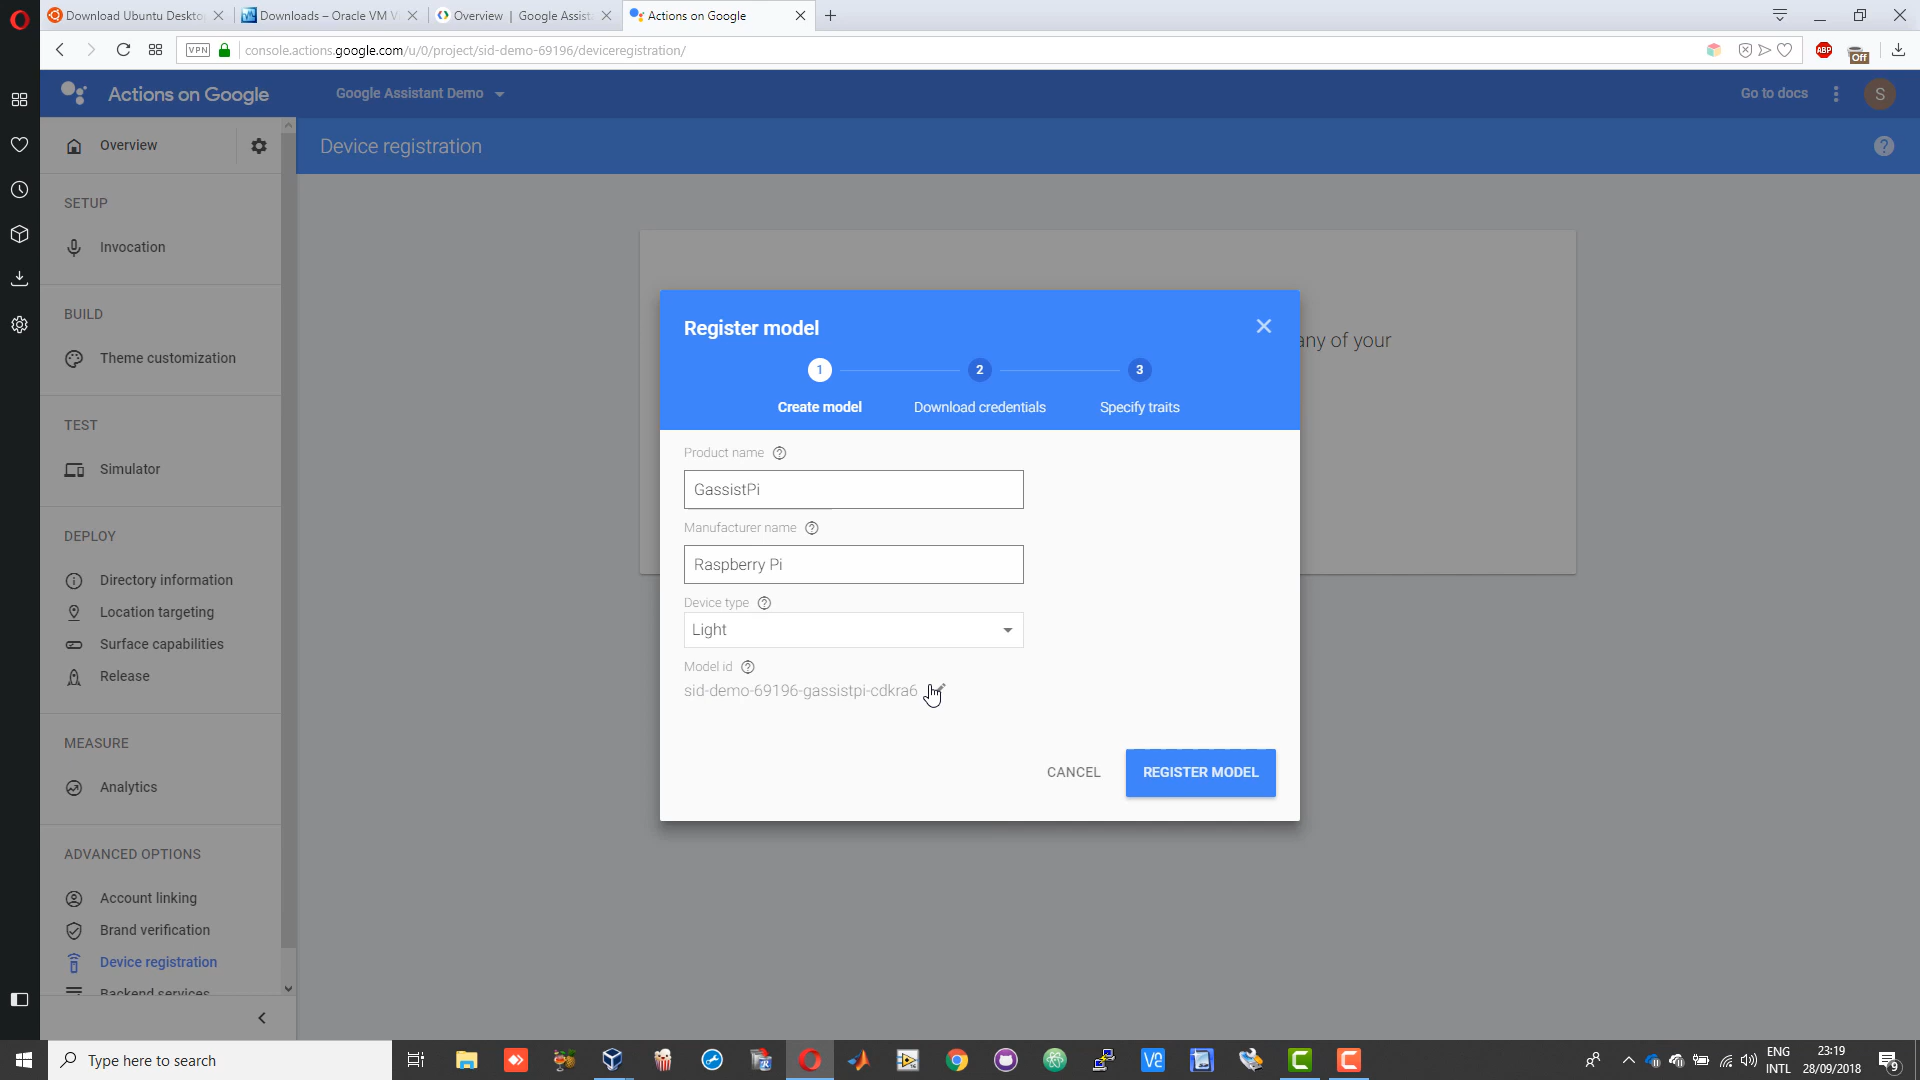 Download Ubuntu Deskto
Downloads – Oracle VM V
Overview | Google Assist
Actions on Google
VPN
console.actions.google.com/u/0/project/sid-demo-69196/deviceregistration/
ABP
Off
Actions on Google
Google Assistant Demo
Go to docs
S
Overview
Device registration
?
SETUP
Invocation
BUILD
Theme customization
TEST
Simulator
DEPLOY
Directory information
Location targeting
Surface capabilities
Release
MEASURE
Analytics
ADVANCED OPTIONS
Account linking
Brand verification
Device registration
Backend services
any of your
Register model
1
2
3
Create model
Download credentials
Specify traits
Product name ?
GassistPi
Manufacturer name ?
Raspberry Pi
Device type ?
Light
Model id ?
sid-demo-69196-gassistpi-cdkra6
CANCEL
REGISTER MODEL
Type here to search
ENG
INTL
23:19
28/09/2018
9